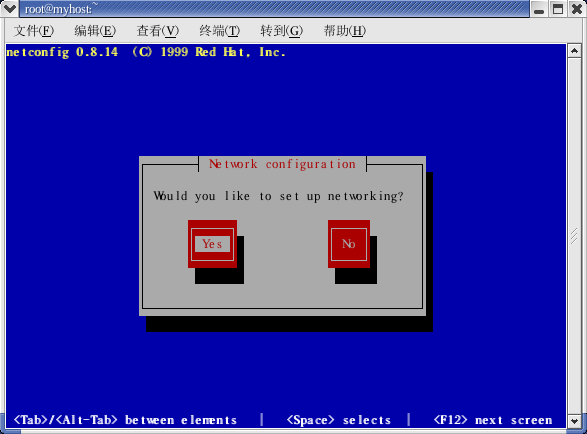 root@myhost:~
文件(F) 编辑(E) 查看(V) 终端(T) 转到(G) 帮助(H)
netconfig 0.8.14 (C) 1999 Red Hat, Inc.
Network configuration
Would you like to set up networking?
Yes No
<Tab>/<Alt-Tab> between elements | <Space> selects | <F12> next screen